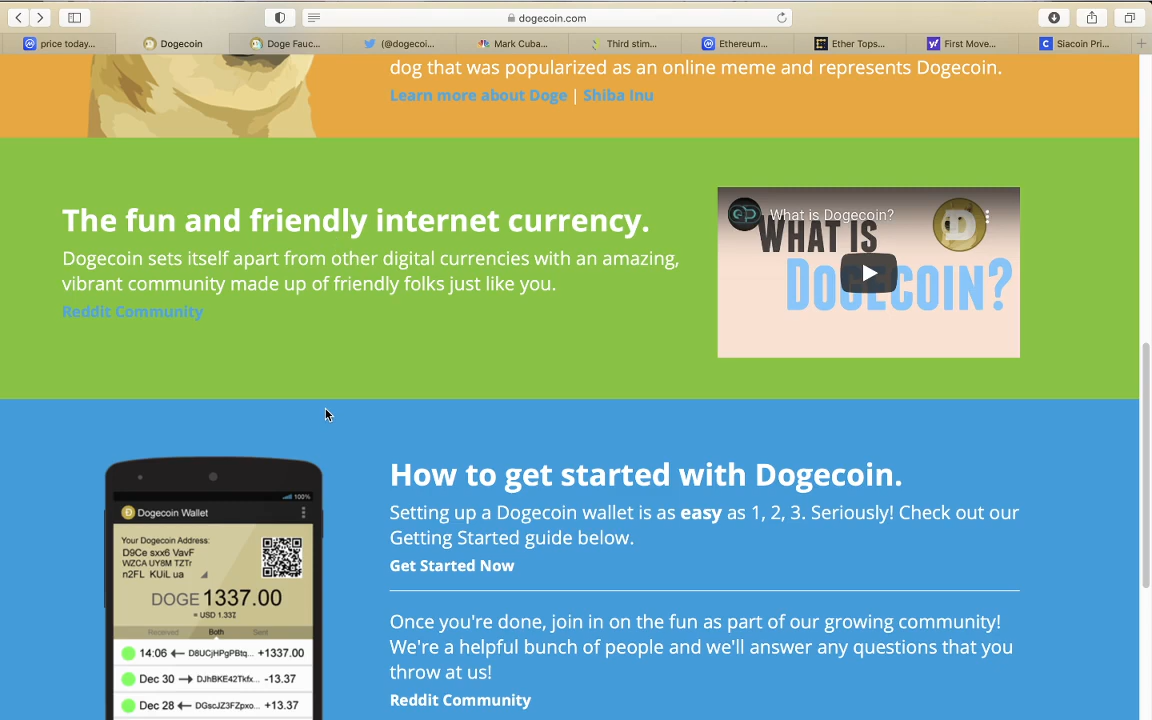 dogecoin.com
price today...
Dogecoin
Doge Fauc...
(@dogecoi...
Mark Cuba...
Third stim...
Ethereum...
Ether Tops...
First Move...
Siacoin Pri...
dog that was popularized as an online meme and represents Dogecoin.
Learn more about Doge | Shiba Inu
The fun and friendly internet currency.
Dogecoin sets itself apart from other digital currencies with an amazing,
vibrant community made up of friendly folks just like you.
Reddit Community
What is Dogecoin?
WHAT IS
DOGECOIN?
How to get started with Dogecoin.
Setting up a Dogecoin wallet is as easy as 1, 2, 3. Seriously! Check out our
Getting Started guide below.
Get Started Now
Once you're done, join in on the fun as part of our growing community!
We're a helpful bunch of people and we'll answer any questions that you
throw at us!
Reddit Community
100%
Dogecoin Wallet
Your Dogecoin Address:
D9Ce sxx6 VavF
WZCA UY8M TZTr
n2FL KUiL ua
DOGE 1337.00
= USD 1.33
Received Both Sent
14:06 ← D8UCjHPgPBtq... +1337.00
Dec 30 → DJhBKE42Tkfx... -13.37
Dec 28 ← DGscJZ3FZpxo... +13.37